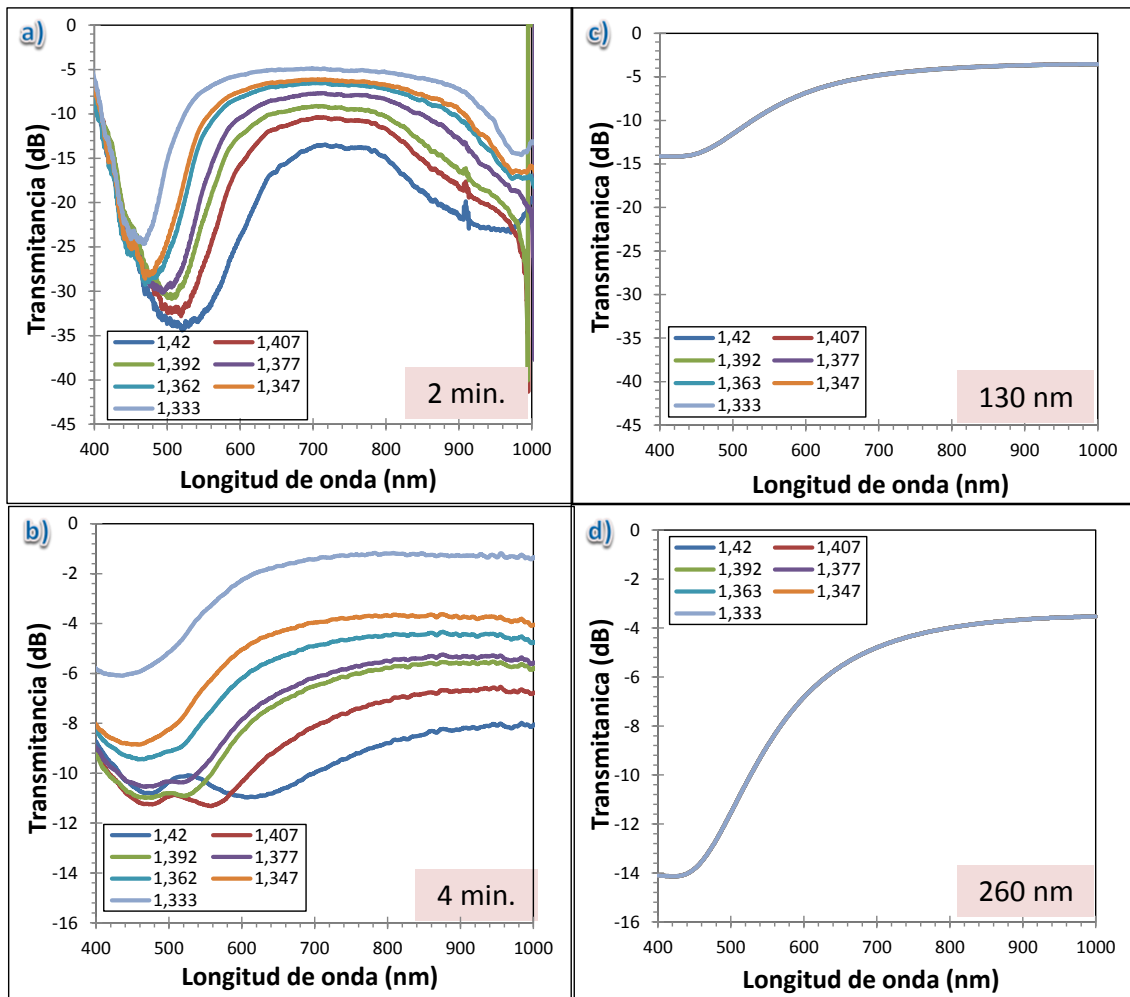 a)
Transmitancia (dB)
0
-5
-10
-15
-20
-25
-30
-35
-40
-45
1,42 1,407
1,392 1,377
1,362 1,347
1,333
2 min.
400 500 600 700 800 900 1000
Longitud de onda (nm)
c)
Transmitanica (dB)
0
-5
-10
-15
-20
-25
-30
-35
-40
-45
1,42 1,407
1,392 1,377
1,363 1,347
1,333
130 nm
400 500 600 700 800 900 1000
Longitud de onda (nm)
b)
Transmitancia (dB)
0
-2
-4
-6
-8
-10
-12
-14
-16
1,42 1,407
1,392 1,377
1,362 1,347
1,333
4 min.
400 500 600 700 800 900 1000
Longitud de onda (nm)
d)
Transmitanica (dB)
0
-2
-4
-6
-8
-10
-12
-14
-16
1,42 1,407
1,392 1,377
1,363 1,347
1,333
260 nm
400 500 600 700 800 900 1000
Longitud de onda (nm)